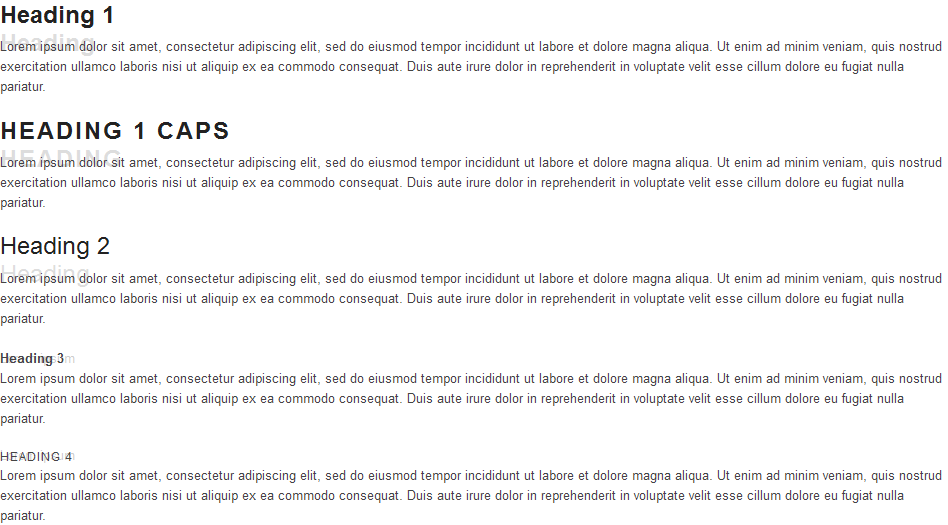 Heading 1
Heading
Lorem ipsum dolor sit amet, consectetur adipiscing elit, sed do eiusmod tempor incididunt ut labore et dolore magna aliqua. Ut enim ad minim veniam, quis nostrud
exercitation ullamco laboris nisi ut aliquip ex ea commodo consequat. Duis aute irure dolor in reprehenderit in voluptate velit esse cillum dolore eu fugiat nulla
pariatur.
HEADING 1 CAPS
HEADING
Lorem ipsum dolor sit amet, consectetur adipiscing elit, sed do eiusmod tempor incididunt ut labore et dolore magna aliqua. Ut enim ad minim veniam, quis nostrud
exercitation ullamco laboris nisi ut aliquip ex ea commodo consequat. Duis aute irure dolor in reprehenderit in voluptate velit esse cillum dolore eu fugiat nulla
pariatur.
Heading 2
Heading
Lorem ipsum dolor sit amet, consectetur adipiscing elit, sed do eiusmod tempor incididunt ut labore et dolore magna aliqua. Ut enim ad minim veniam, quis nostrud
exercitation ullamco laboris nisi ut aliquip ex ea commodo consequat. Duis aute irure dolor in reprehenderit in voluptate velit esse cillum dolore eu fugiat nulla
pariatur.
Heading 3
Lorem ipsum dolor sit amet, consectetur adipiscing elit, sed do eiusmod tempor incididunt ut labore et dolore magna aliqua. Ut enim ad minim veniam, quis nostrud
exercitation ullamco laboris nisi ut aliquip ex ea commodo consequat. Duis aute irure dolor in reprehenderit in voluptate velit esse cillum dolore eu fugiat nulla
pariatur.
HEADING 4
Lorem ipsum dolor sit amet, consectetur adipiscing elit, sed do eiusmod tempor incididunt ut labore et dolore magna aliqua. Ut enim ad minim veniam, quis nostrud
exercitation ullamco laboris nisi ut aliquip ex ea commodo consequat. Duis aute irure dolor in reprehenderit in voluptate velit esse cillum dolore eu fugiat nulla
pariatur.